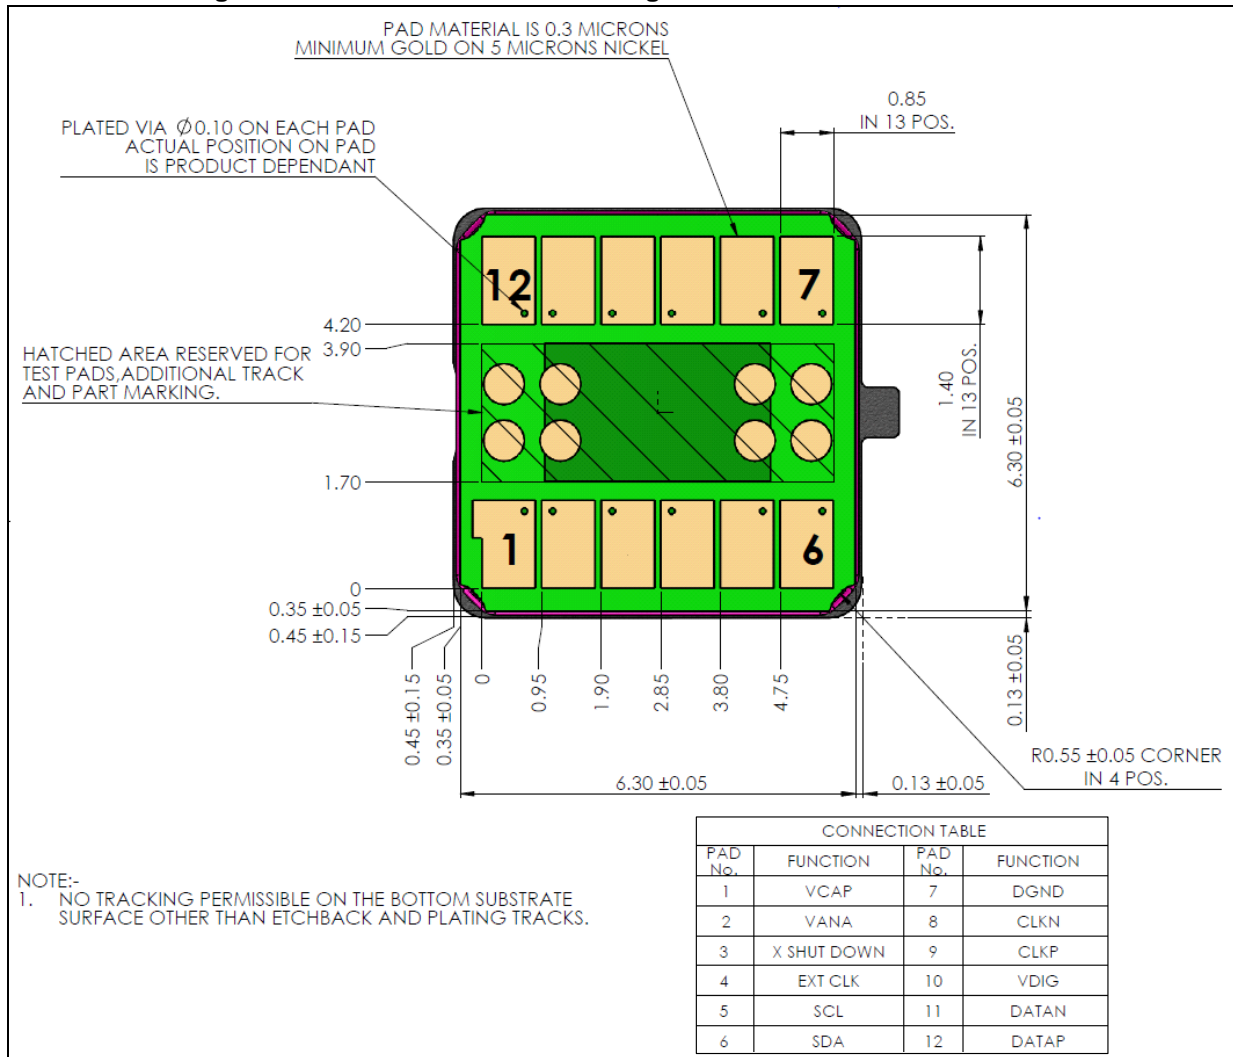 PAD MATERIAL IS 0.3 MICRONS
MINIMUM GOLD ON 5 MICRONS NICKEL
0.85
IN 13 POS.
PLATED VIA Ø0.10 ON EACH PAD
ACTUAL POSITION ON PAD
IS PRODUCT DEPENDANT
12
7
4.20
3.90
HATCHED AREA RESERVED FOR
TEST PADS,ADDITIONAL TRACK
AND PART MARKING.
1.40
IN 13 POS.
6.30 ±0.05
1.70
1
6
0
0.35 ±0.05
0.45 ±0.15
0.45 ±0.15
0.35 ±0.05
0
0.95
1.90
2.85
3.80
4.75
0.13 ±0.05
R0.55 ±0.05 CORNER
IN 4 POS.
6.30 ±0.05
0.13 ±0.05
CONNECTION TABLE
PAD No. FUNCTION PAD No. FUNCTION
1 VCAP 7 DGND
2 VANA 8 CLKN
3 X SHUT DOWN 9 CLKP
4 EXT CLK 10 VDIG
5 SCL 11 DATAN
6 SDA 12 DATAP
NOTE:-
1. NO TRACKING PERMISSIBLE ON THE BOTTOM SUBSTRATE
SURFACE OTHER THAN ETCHBACK AND PLATING TRACKS.